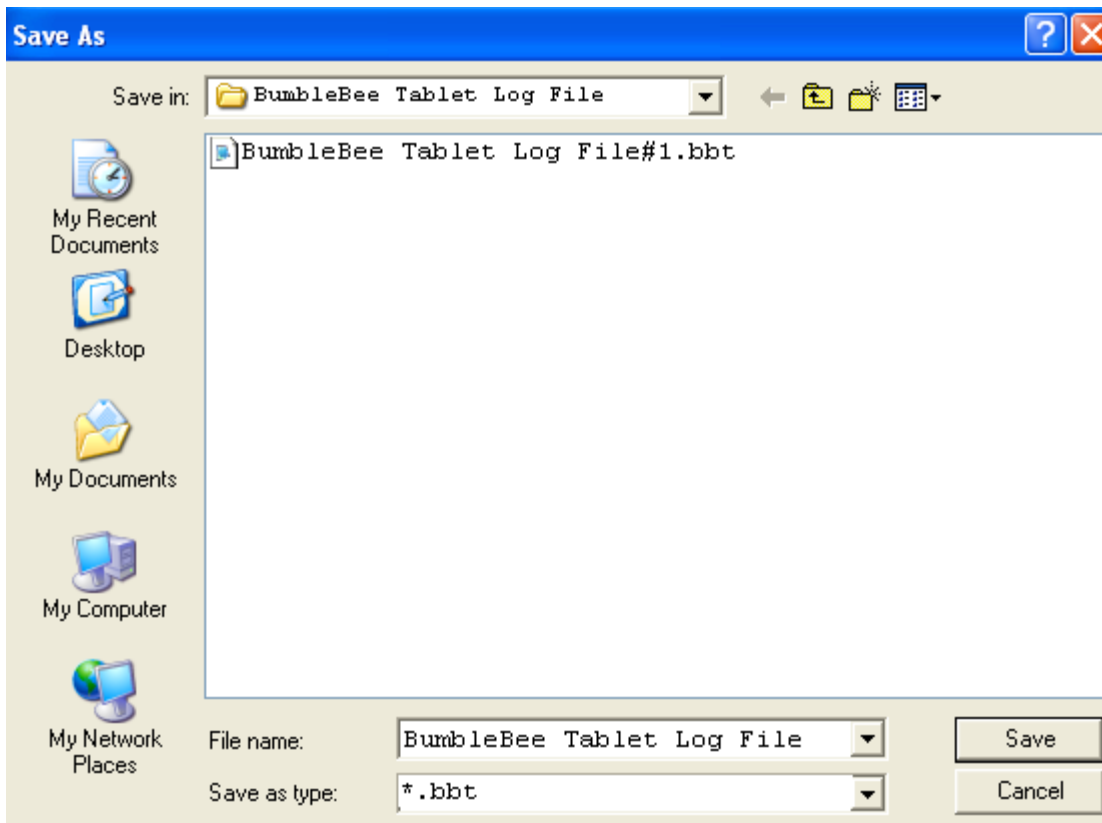 Save As
Save in:
BumbleBee Tablet Log File
BumbleBee Tablet Log File#1.bbt
My Recent
Documents
Desktop
My Documents
My Computer
My Network
Places
File name:
BumbleBee Tablet Log File
Save
Save as type:
*.bbt
Cancel